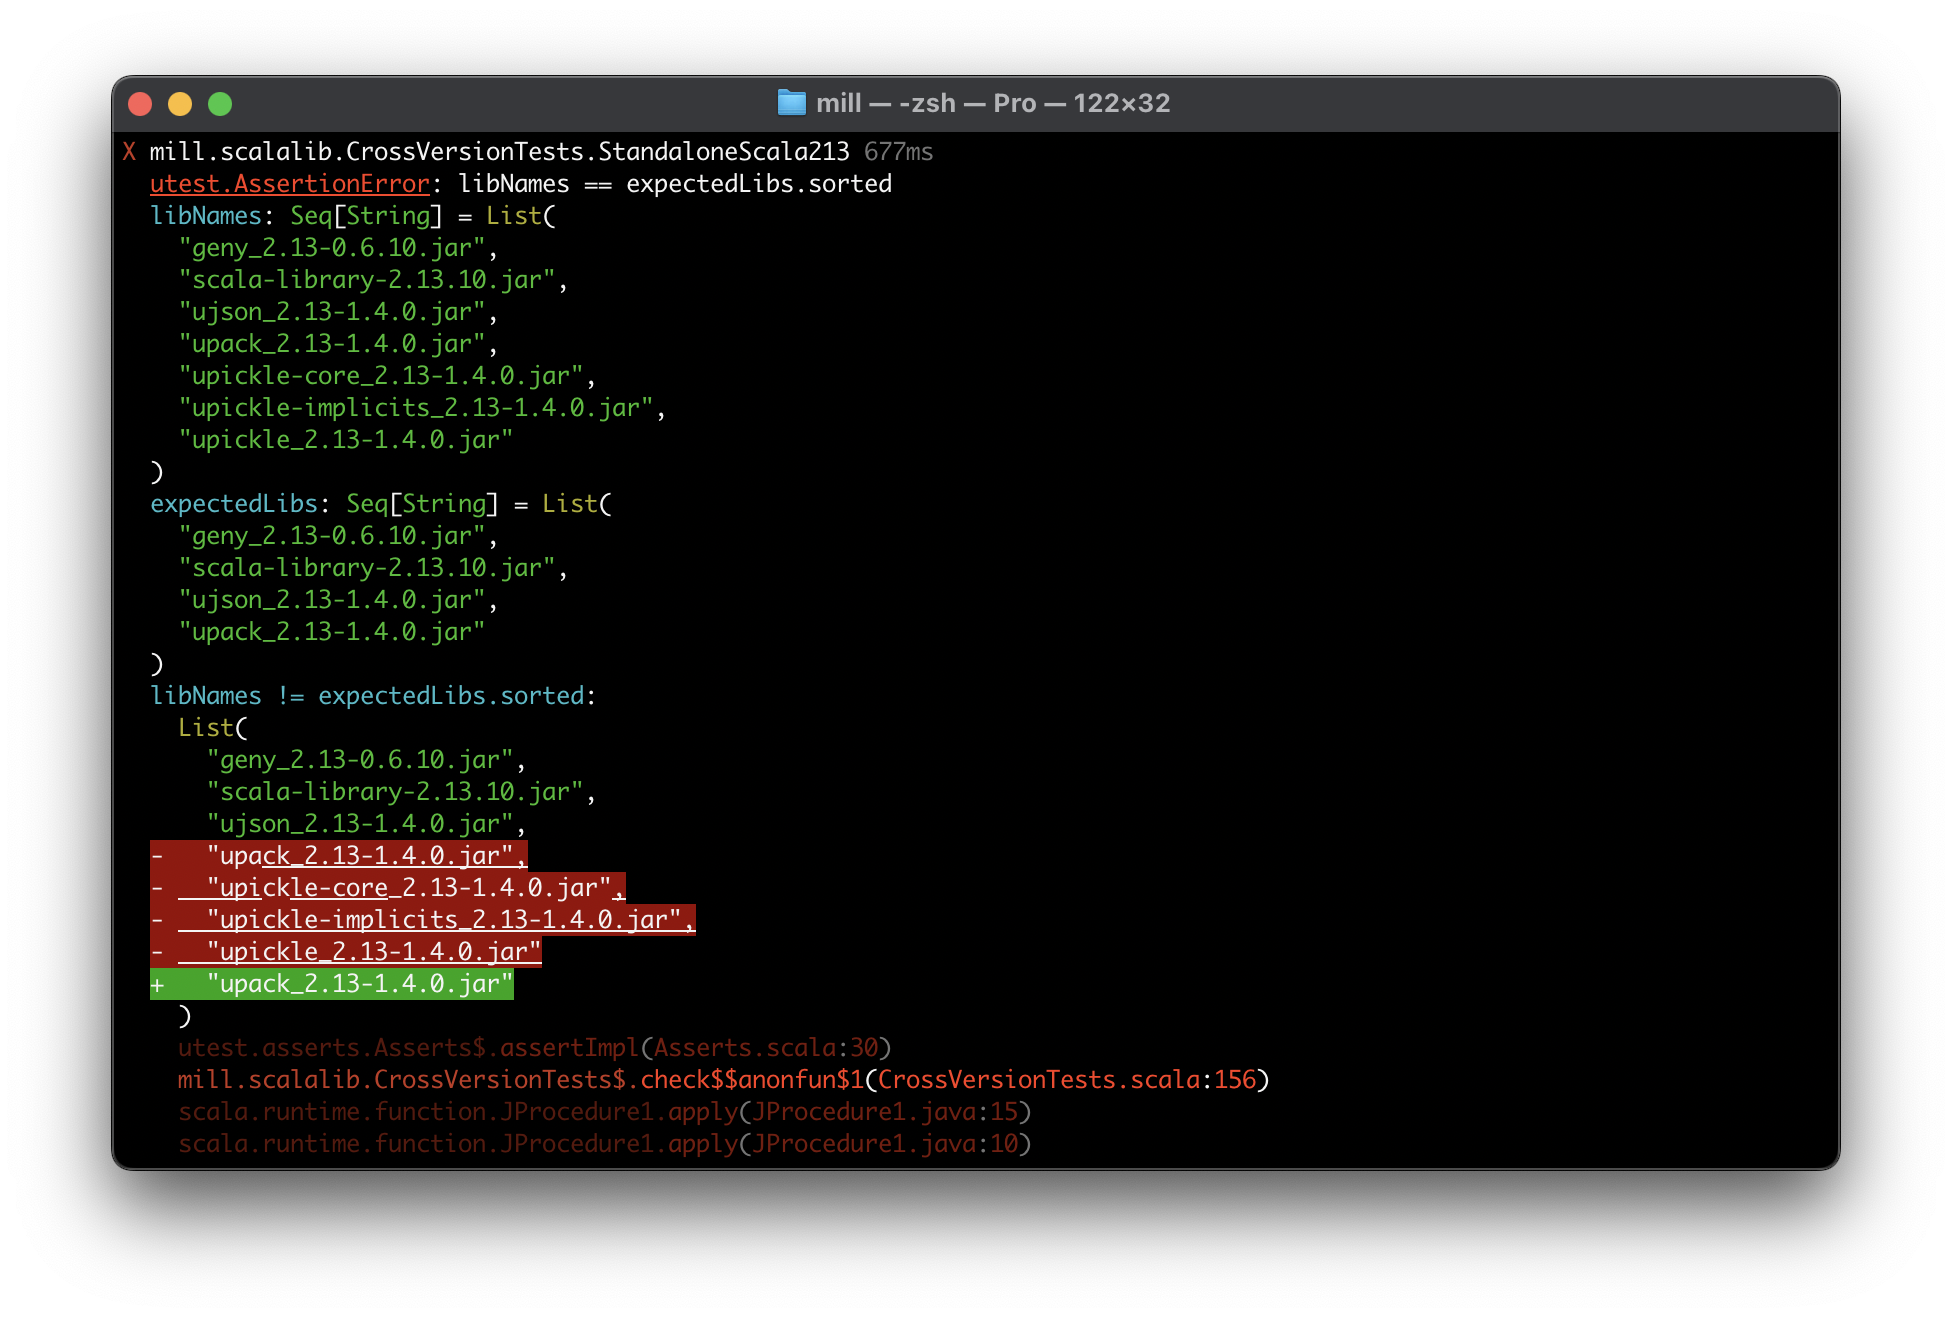 mill — -zsh — Pro — 122×32
X mill.scalalib.CrossVersionTests.StandaloneScala213 677ms
  utest.AssertionError: libNames == expectedLibs.sorted
  libNames: Seq[String] = List(
    "geny_2.13-0.6.10.jar",
    "scala-library-2.13.10.jar",
    "ujson_2.13-1.4.0.jar",
    "upack_2.13-1.4.0.jar",
    "upickle-core_2.13-1.4.0.jar",
    "upickle-implicits_2.13-1.4.0.jar",
    "upickle_2.13-1.4.0.jar"
  )
  expectedLibs: Seq[String] = List(
    "geny_2.13-0.6.10.jar",
    "scala-library-2.13.10.jar",
    "ujson_2.13-1.4.0.jar",
    "upack_2.13-1.4.0.jar"
  )
  libNames != expectedLibs.sorted:
    List(
      "geny_2.13-0.6.10.jar",
      "scala-library-2.13.10.jar",
      "ujson_2.13-1.4.0.jar",
  -   "upack_2.13-1.4.0.jar",
  -   "upickle-core_2.13-1.4.0.jar",
  -   "upickle-implicits_2.13-1.4.0.jar",
  -   "upickle_2.13-1.4.0.jar"
  +   "upack_2.13-1.4.0.jar"
    )
    utest.asserts.Asserts$.assertImpl(Asserts.scala:30)
    mill.scalalib.CrossVersionTests$.check$$anonfun$1(CrossVersionTests.scala:156)
    scala.runtime.function.JProcedure1.apply(JProcedure1.java:15)
    scala.runtime.function.JProcedure1.apply(JProcedure1.java:10)